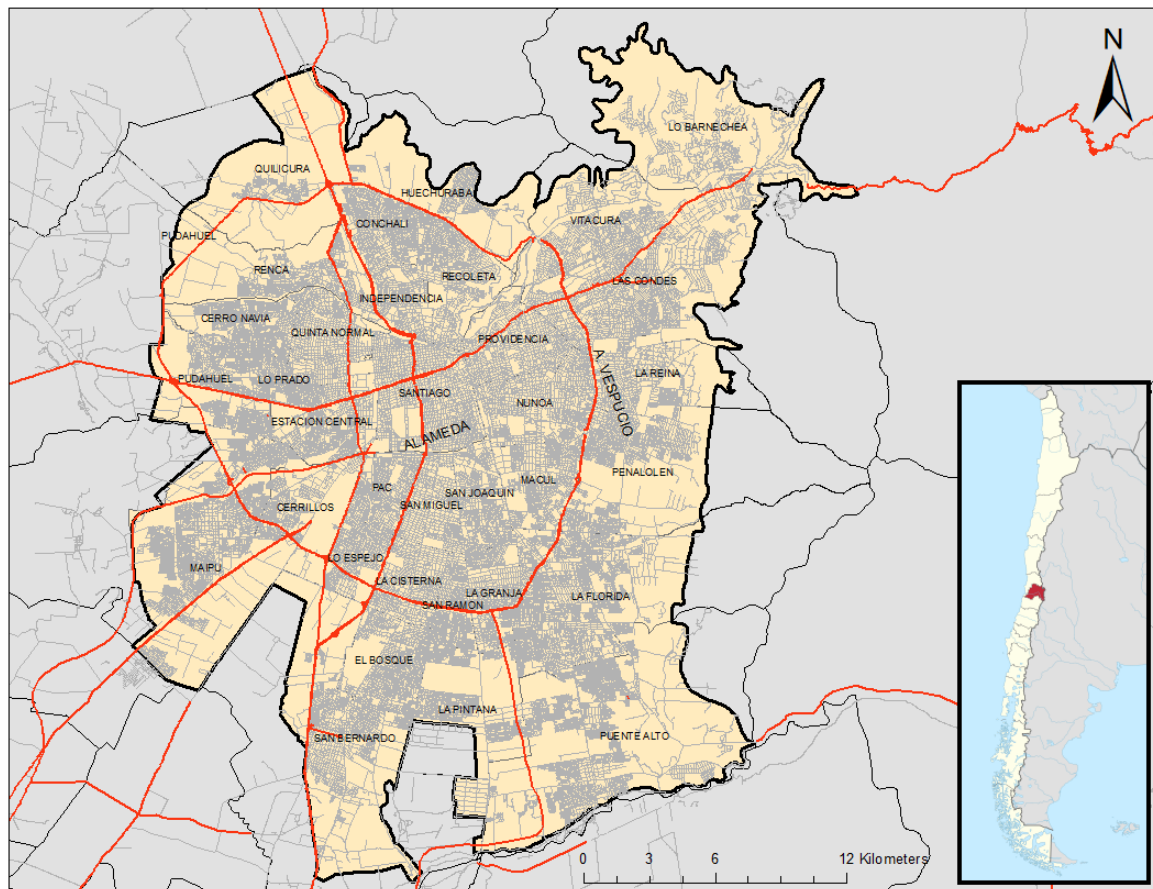 N
LO BARNECHEA
QUILICURA
HUECHURABA
VITACURA
CONCHALI
PUDAHUEL
RENCA
RECOLETA
LAS CONDES
INDEPENDENCIA
CERRO NAVIA
QUINTA NORMAL
PROVIDENCIA
A. VESPUCIO
LA REINA
PUDAHUEL
LO PRADO
SANTIAGO
NUNOA
ESTACION CENTRAL
ALAMEDA
PENALOLEN
MACUL
PAC
SAN JOAQUIN
SAN MIGUEL
CERRILLOS
LO ESPEJO
MAIPU
LA CISTERNA
LA GRANJA
LA FLORIDA
SAN RAMON
EL BOSQUE
LA PINTANA
SAN BERNARDO
PUENTE ALTO
0 3 6 12 Kilometers